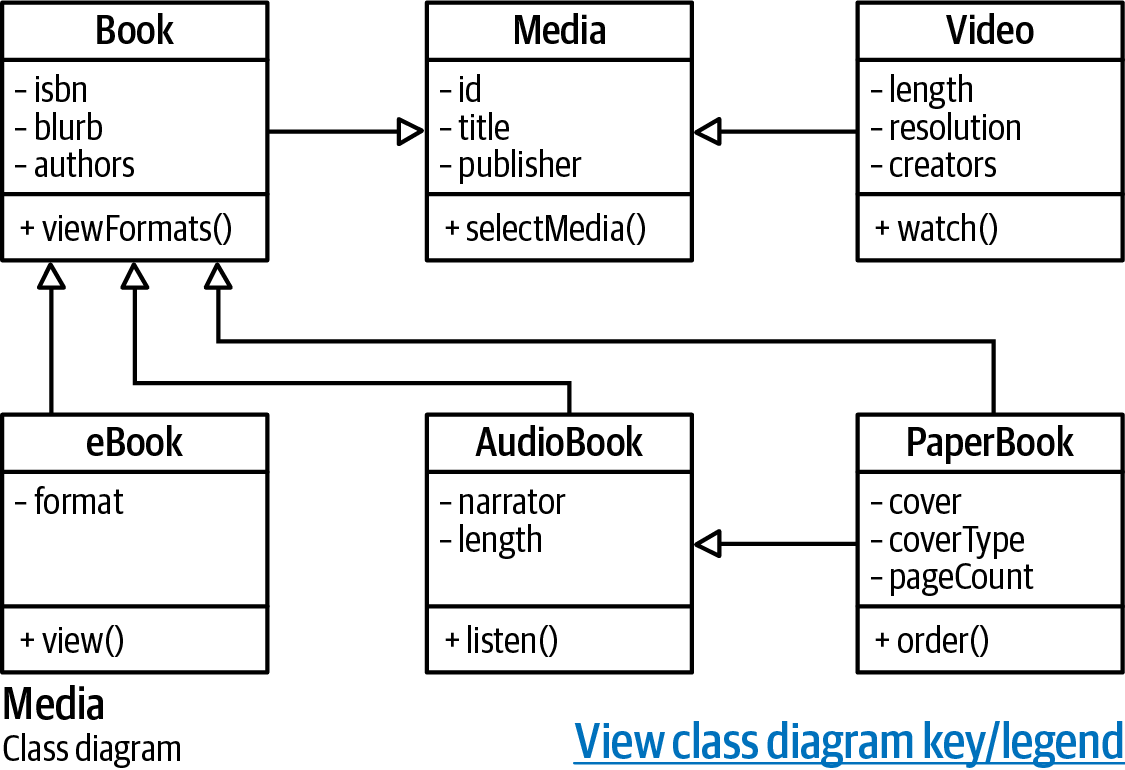 Book
- isbn
- blurb
- authors
+ viewFormats()
Media
- id
- title
- publisher
+ selectMedia()
Video
- length
- resolution
- creators
+ watch()
eBook
- format
+ view()
AudioBook
- narrator
- length
+ listen()
PaperBook
- cover
- coverType
- pageCount
+ order()
Media
Class diagram
View class diagram key/legend